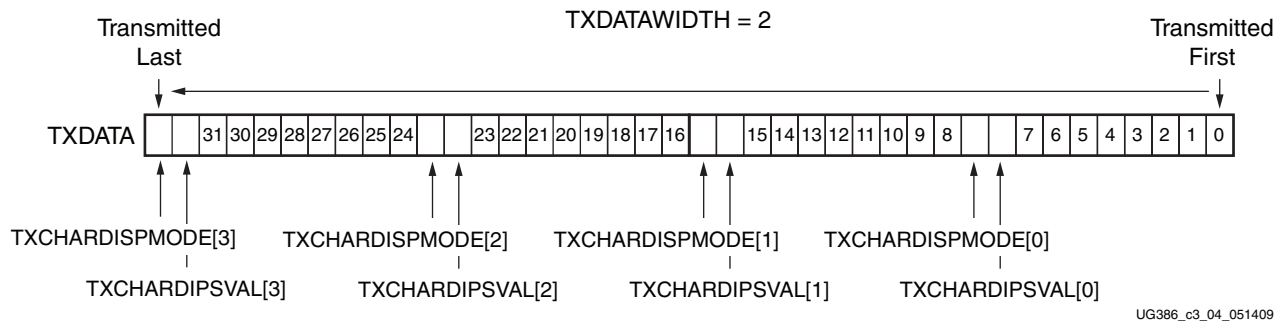 TXDATAWIDTH = 2
Transmitted
Last
Transmitted
First
TXDATA 31 30 29 28 27 26 25 24 23 22 21 20 19 18 17 16 15 14 13 12 11 10 9 8 7 6 5 4 3 2 1 0
TXCHARDISPMODE[3] TXCHARDISPMODE[2] TXCHARDISPMODE[1] TXCHARDISPMODE[0]
TXCHARDIPSVAL[3] TXCHARDIPSVAL[2] TXCHARDIPSVAL[1] TXCHARDIPSVAL[0]
UG386_c3_04_051409